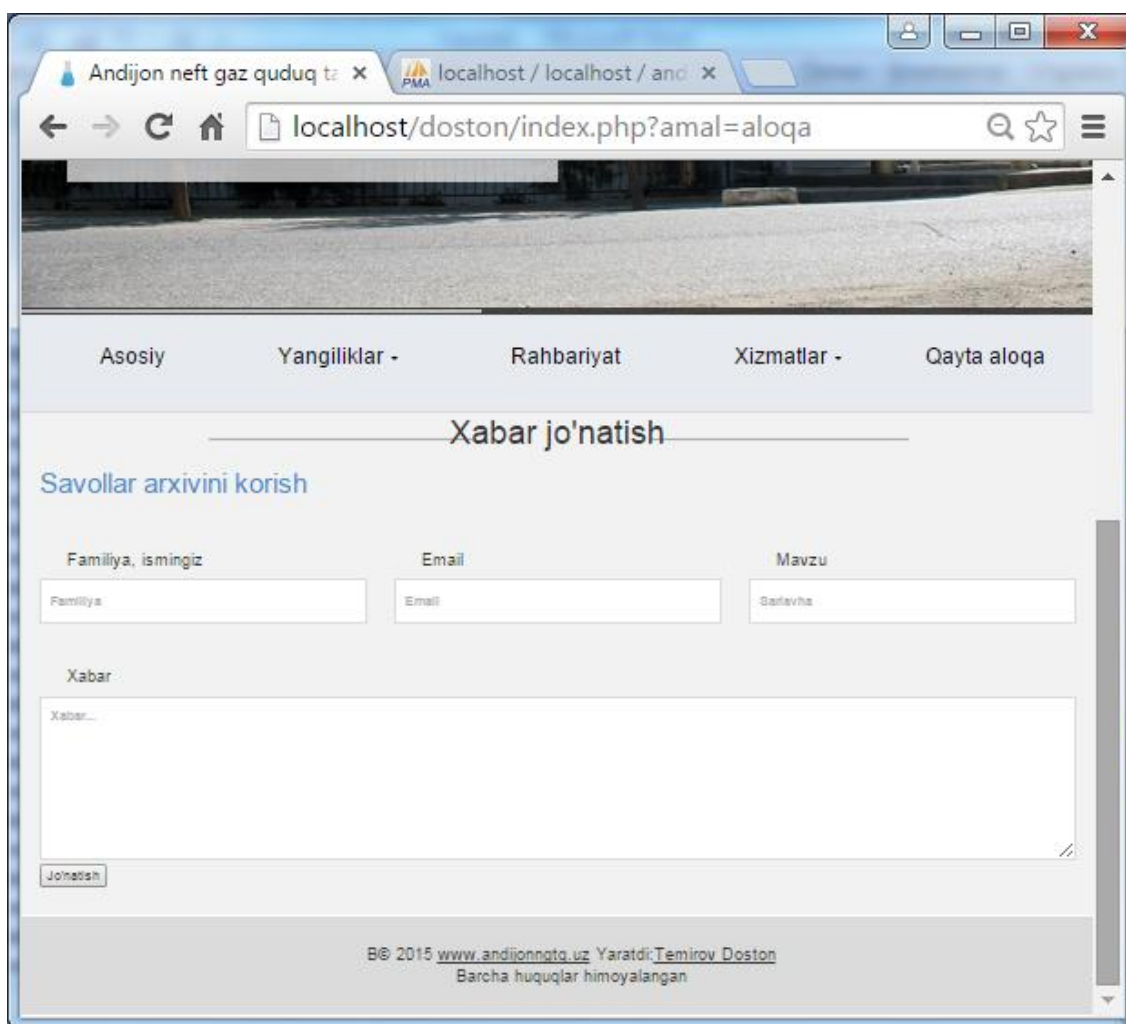 Andijon neft gaz quduq ta
localhost / localhost / and
PMA
localhost/doston/index.php?amal=aloqa
Asosiy Yangiliklar Rahbariyat Xizmatlar Qayta aloqa
Xabar jo'natish
Savollar arxivini korish
Familiya, ismingiz Email Mavzu
Familiya Email Sarlavha
Xabar
Xabar...
Jo'natish
В© 2015 www.andijonngtq.uz Yaratdi:Temirov Doston
Barcha huquqlar himoyalangan